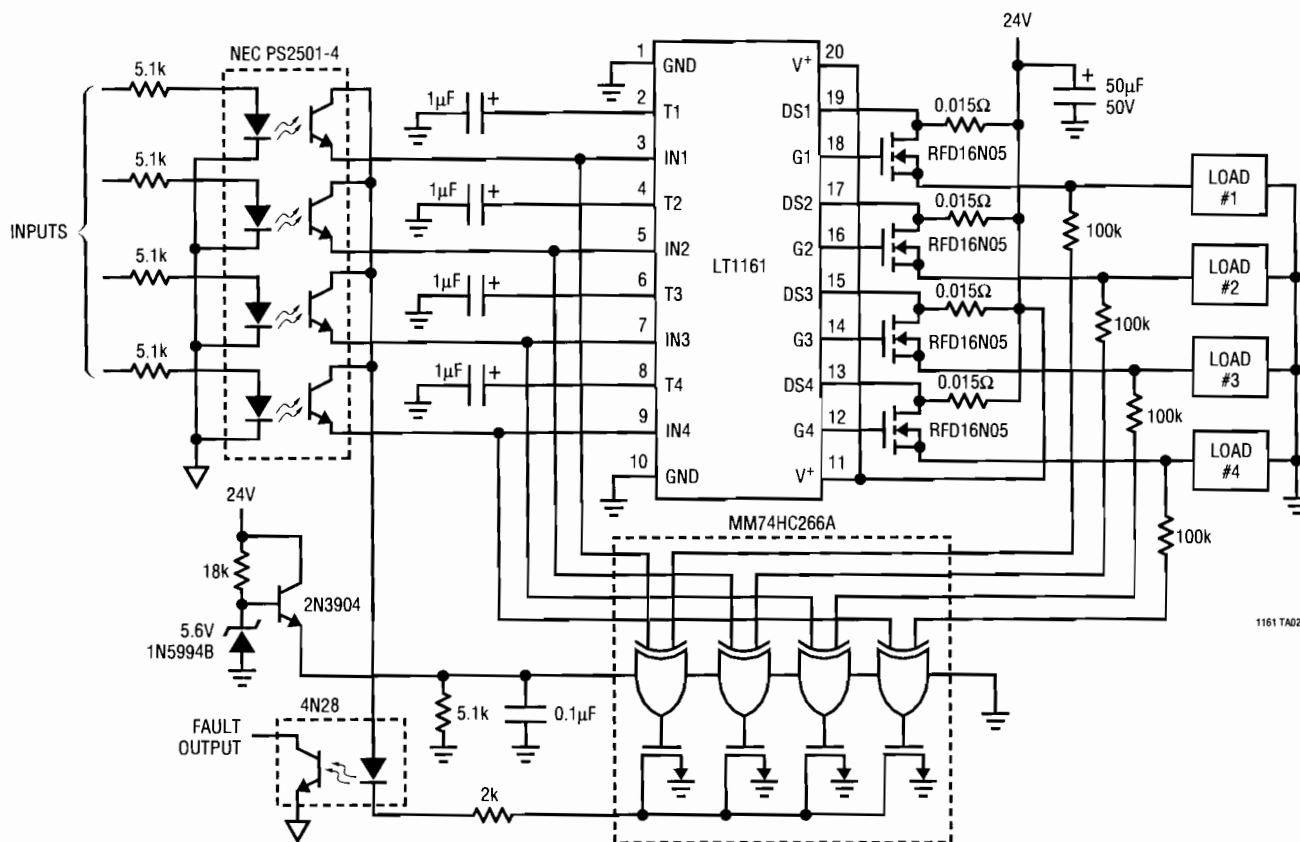 NEC PS2501-4
5.1k
5.1k
5.1k
5.1k
INPUTS
1µF
+
1µF
+
1µF
+
1µF
+
1
GND
2
T1
3
IN1
4
T2
5
IN2
6
T3
7
IN3
8
T4
9
IN4
10
GND
LT1161
20
V+
19
DS1
18
G1
17
DS2
16
G2
15
DS3
14
G3
13
DS4
12
G4
11
V+
24V
+
50µF
50V
0.015Ω
RFD16N05
0.015Ω
RFD16N05
0.015Ω
RFD16N05
0.015Ω
RFD16N05
LOAD
#1
LOAD
#2
LOAD
#3
LOAD
#4
100k
100k
100k
100k
24V
18k
2N3904
5.6V
1N5994B
MM74HC266A
4N28
FAULT
OUTPUT
5.1k
0.1µF
2k
1161 TA02